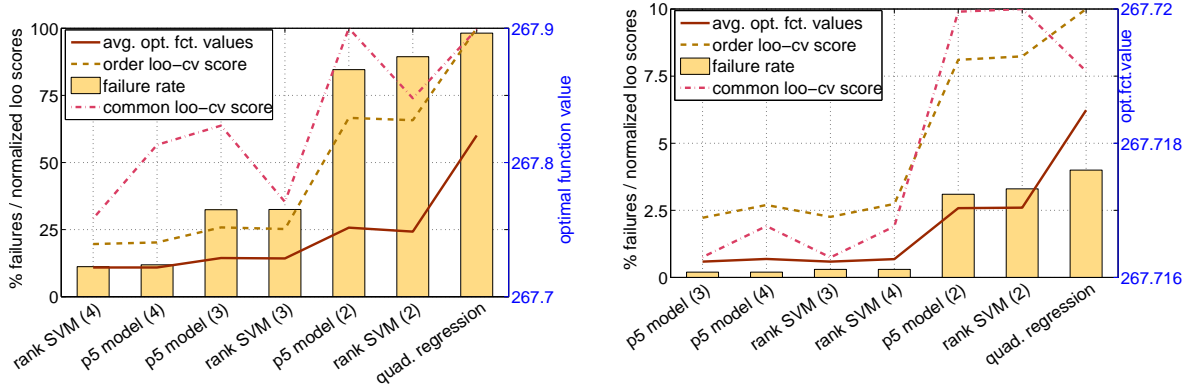 % failures / normalized loo scores
100
75
50
25
0
avg. opt. fct. values
order loo−cv score
failure rate
common loo−cv score
267.9
267.8
267.7
optimal function value
rank SVM (4)
p5 model (4)
p5 model (3)
rank SVM (3)
p5 model (2)
rank SVM (2)
quad. regression
% failures / normalized loo scores
10
7.5
5
2.5
0
avg. opt. fct. values
order loo−cv score
failure rate
common loo−cv score
267.72
267.718
267.716
opt.fct.value
p5 model (3)
p5 model (4)
rank SVM (3)
rank SVM (4)
p5 model (2)
rank SVM (2)
quad. regression